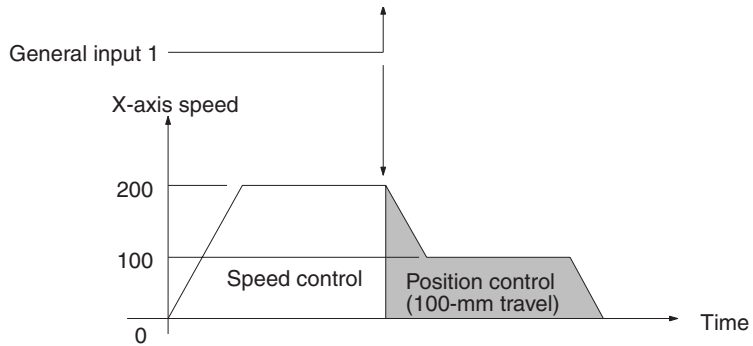 General input 1
X-axis speed
200
100
Speed control
Position control
(100-mm travel)
Time
0